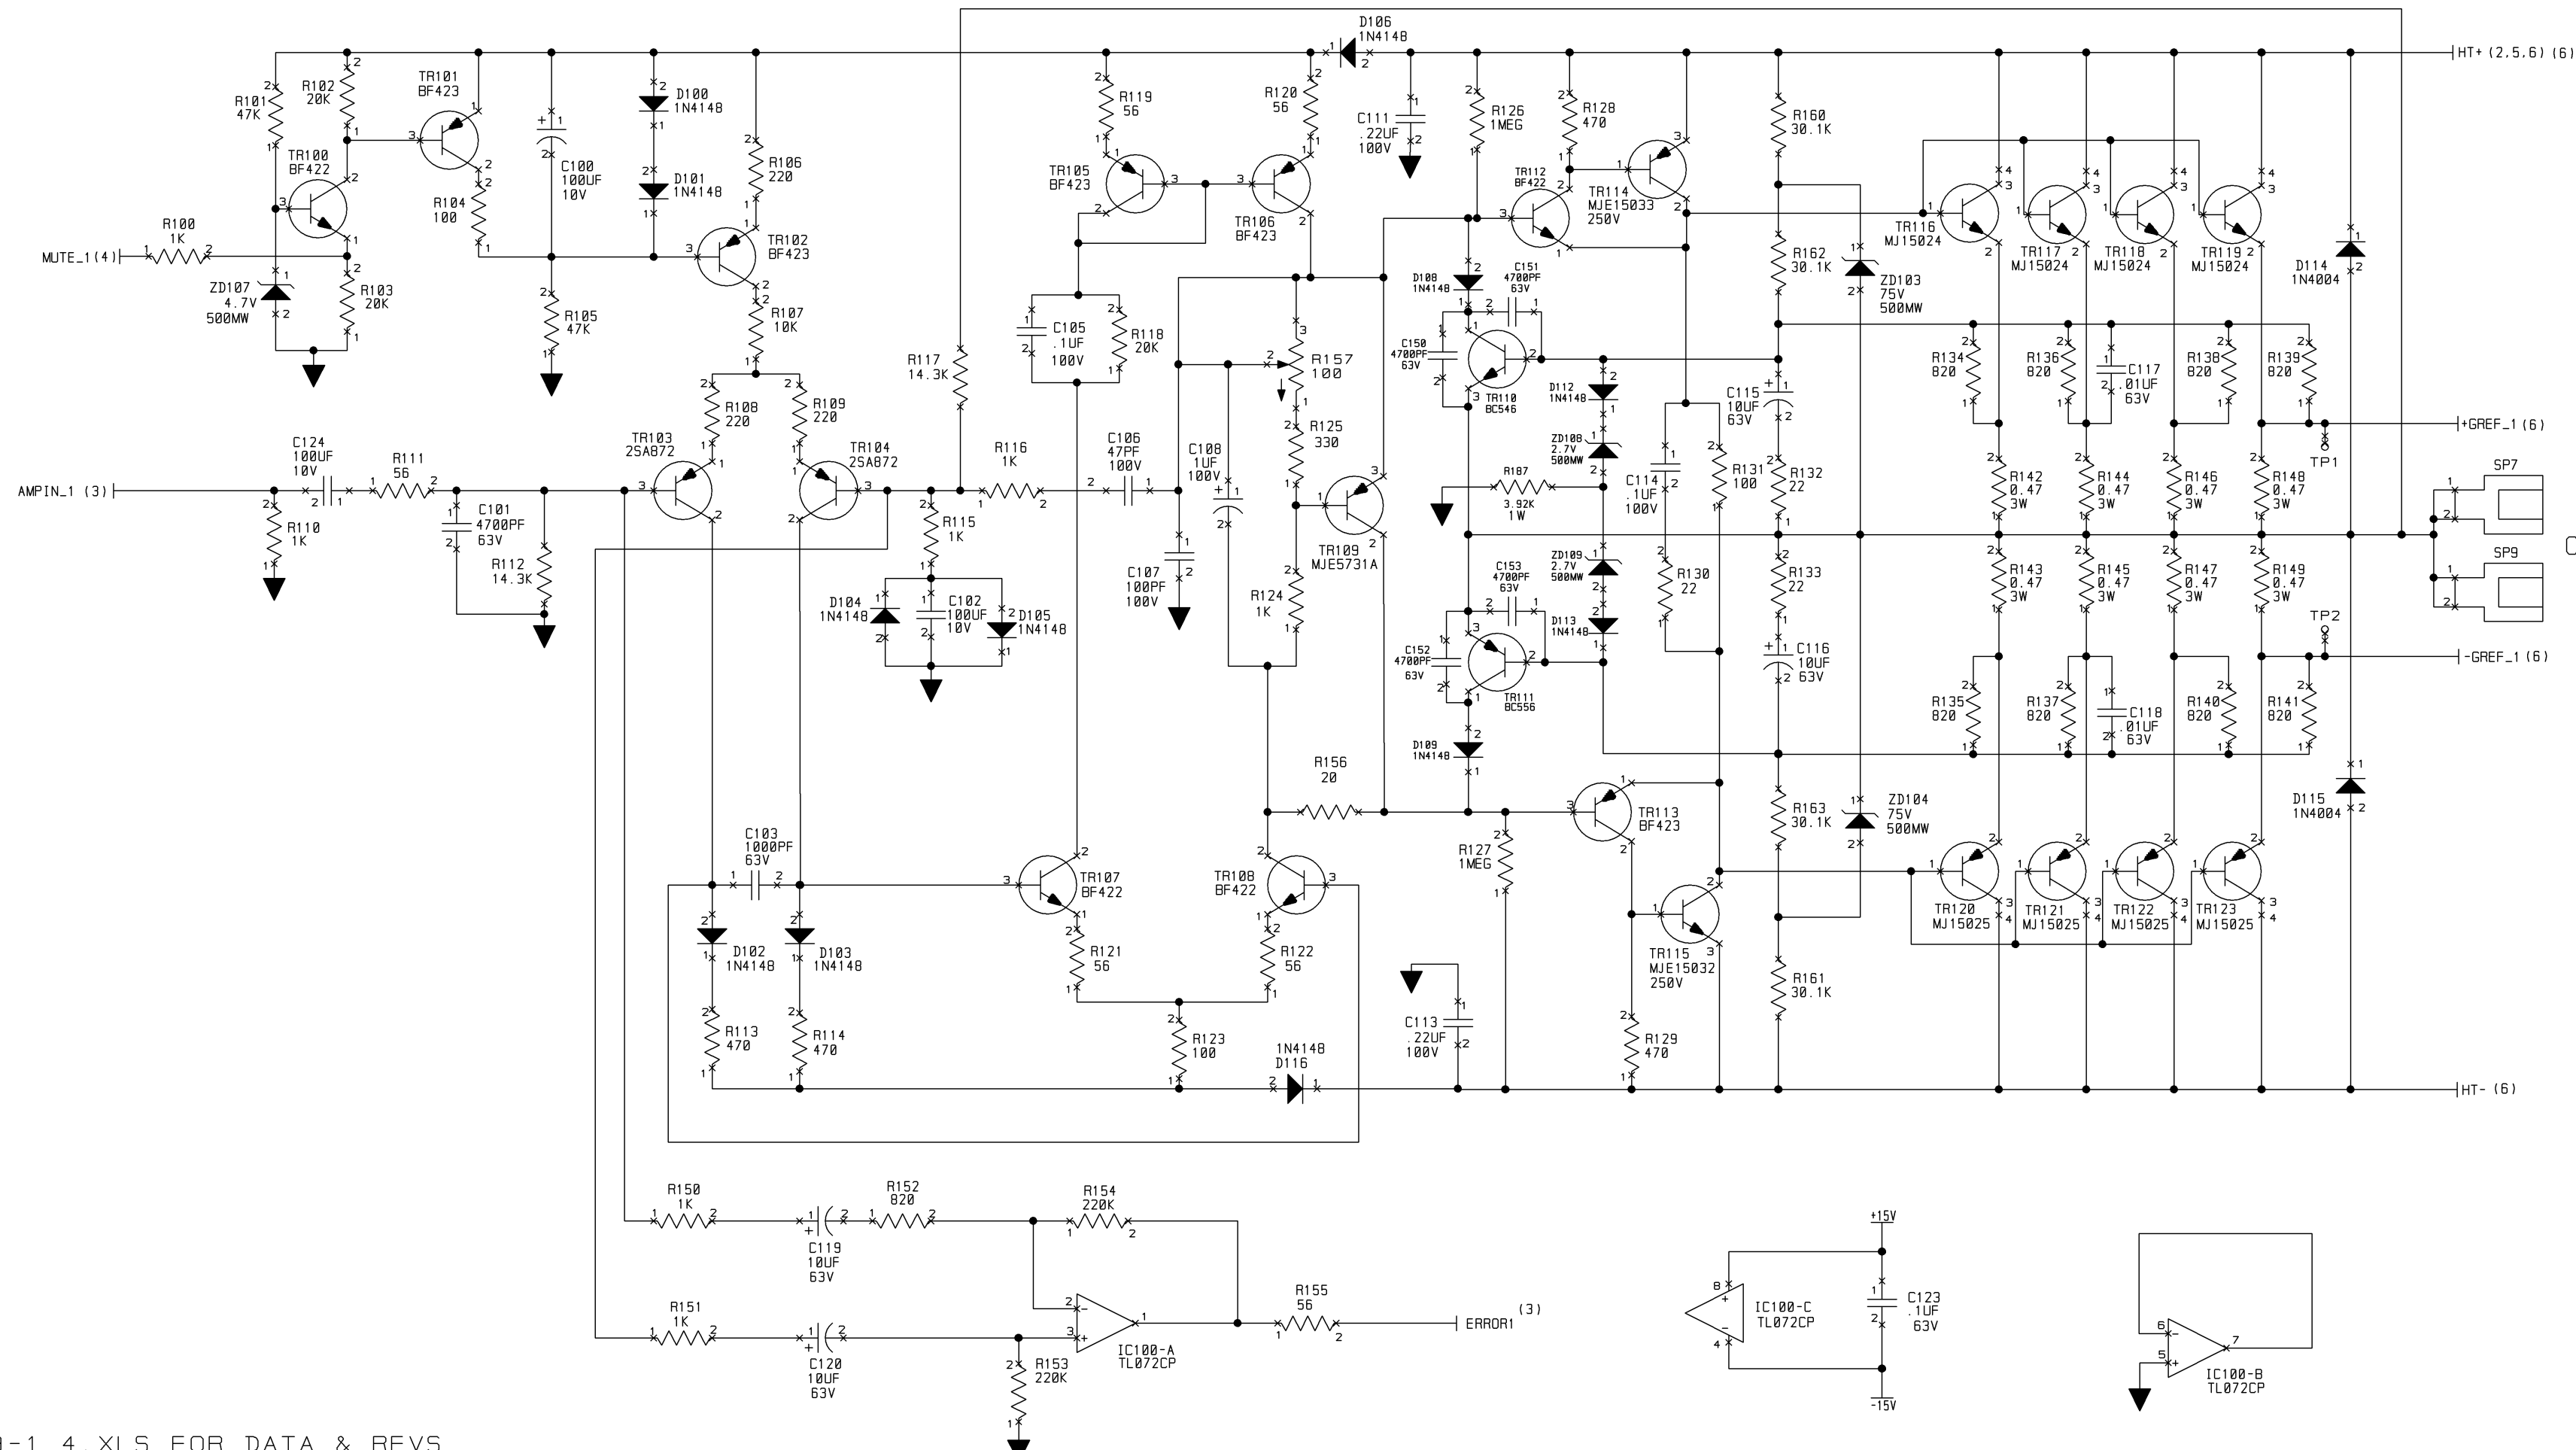 D106
1N4148
HT+ (2,5,6) (6)
R101
47K
R102
20K
TR101
BF423
D100
1N4148
R119
56
R120
56
C111
.22UF
100V
R126
1MEG
R128
470
R160
30.1K
TR100
BF422
R104
100
C100
100UF
10V
D101
1N4148
R106
220
TR105
BF423
TR106
BF423
TR112
BF422
TR114
MJE15033
250V
TR116
MJ15024
TR117
MJ15024
TR118
MJ15024
TR119
MJ15024
R100
1K
MUTE_1(4)
TR102
BF423
R162
30.1K
ZD103
75V
500MW
D114
1N4004
ZD107
4.7V
500MW
R103
20K
R105
47K
R107
10K
C105
.1UF
100V
R118
20K
D108
1N4148
C151
4700PF
63V
R117
14.3K
R157
100
C150
4700PF
63V
TR110
BC546
D112
1N4148
C115
10UF
63V
R134
820
R136
820
C117
.01UF
63V
R138
820
R139
820
R108
220
R109
220
+GREF_1(6)
TP1
C124
100UF
10V
R111
56
TR103
2SA872
TR104
2SA872
R116
1K
C106
47PF
100V
C108
1UF
100V
R125
330
ZD108
2.7V
500MW
R187
3.92K
1W
C114
.1UF
100V
R131
100
R132
22
R142
0.47
3W
R144
0.47
3W
R146
0.47
3W
R148
0.47
3W
SP7
AMPIN_1 (3)
R110
1K
C101
4700PF
63V
R112
14.3K
R115
1K
TR109
MJE5731A
D104
1N4148
C102
100UF
10V
D105
1N4148
C107
100PF
100V
R124
1K
C153
4700PF
63V
ZD109
2.7V
500MW
D113
1N4148
R130
22
R133
22
R143
0.47
3W
R145
0.47
3W
R147
0.47
3W
R149
0.47
3W
SP9
TP2
C152
4700PF
63V
TR111
BC556
C116
10UF
63V
-GREF_1(6)
R135
820
R137
820
C118
.01UF
63V
R140
820
R141
820
D109
1N4148
R156
20
TR113
BF423
R163
30.1K
ZD104
75V
500MW
D115
1N4004
C103
1000PF
63V
R127
1MEG
TR107
BF422
TR108
BF422
TR120
MJ15025
TR121
MJ15025
TR122
MJ15025
TR123
MJ15025
D102
1N4148
D103
1N4148
R121
56
R122
56
TR115
MJE15032
250V
R161
30.1K
R113
470
R114
470
R123
100
1N4148
D116
C113
.22UF
100V
R129
470
HT- (6)
R150
1K
R152
820
R154
220K
C119
10UF
63V
+15V
R151
1K
R155
56
(3)
ERROR1
IC100-C
TL072CP
C123
.1UF
63V
C120
10UF
63V
R153
220K
IC100-A
TL072CP
-15V
IC100-B
TL072CP
-1 4.XLS FOR DATA & REVS